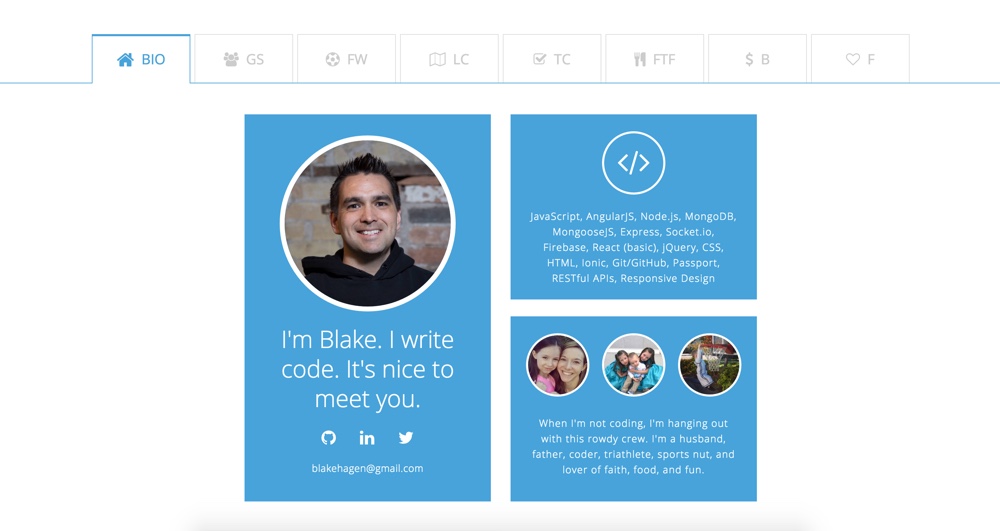 BIO
GS
FW
LC
TC
FTF
$ B
F
I'm Blake. I write
code. It's nice to
meet you.
in
blakehagen@gmail.com
</>
JavaScript, AngularJS, Node.js, MongoDB,
MongooseJS, Express, Socket.io,
Firebase, React (basic), jQuery, CSS,
HTML, Ionic, Git/GitHub, Passport,
RESTful APIs, Responsive Design
When I'm not coding, I'm hanging out
with this rowdy crew. I'm a husband,
father, coder, triathlete, sports nut, and
lover of faith, food, and fun.